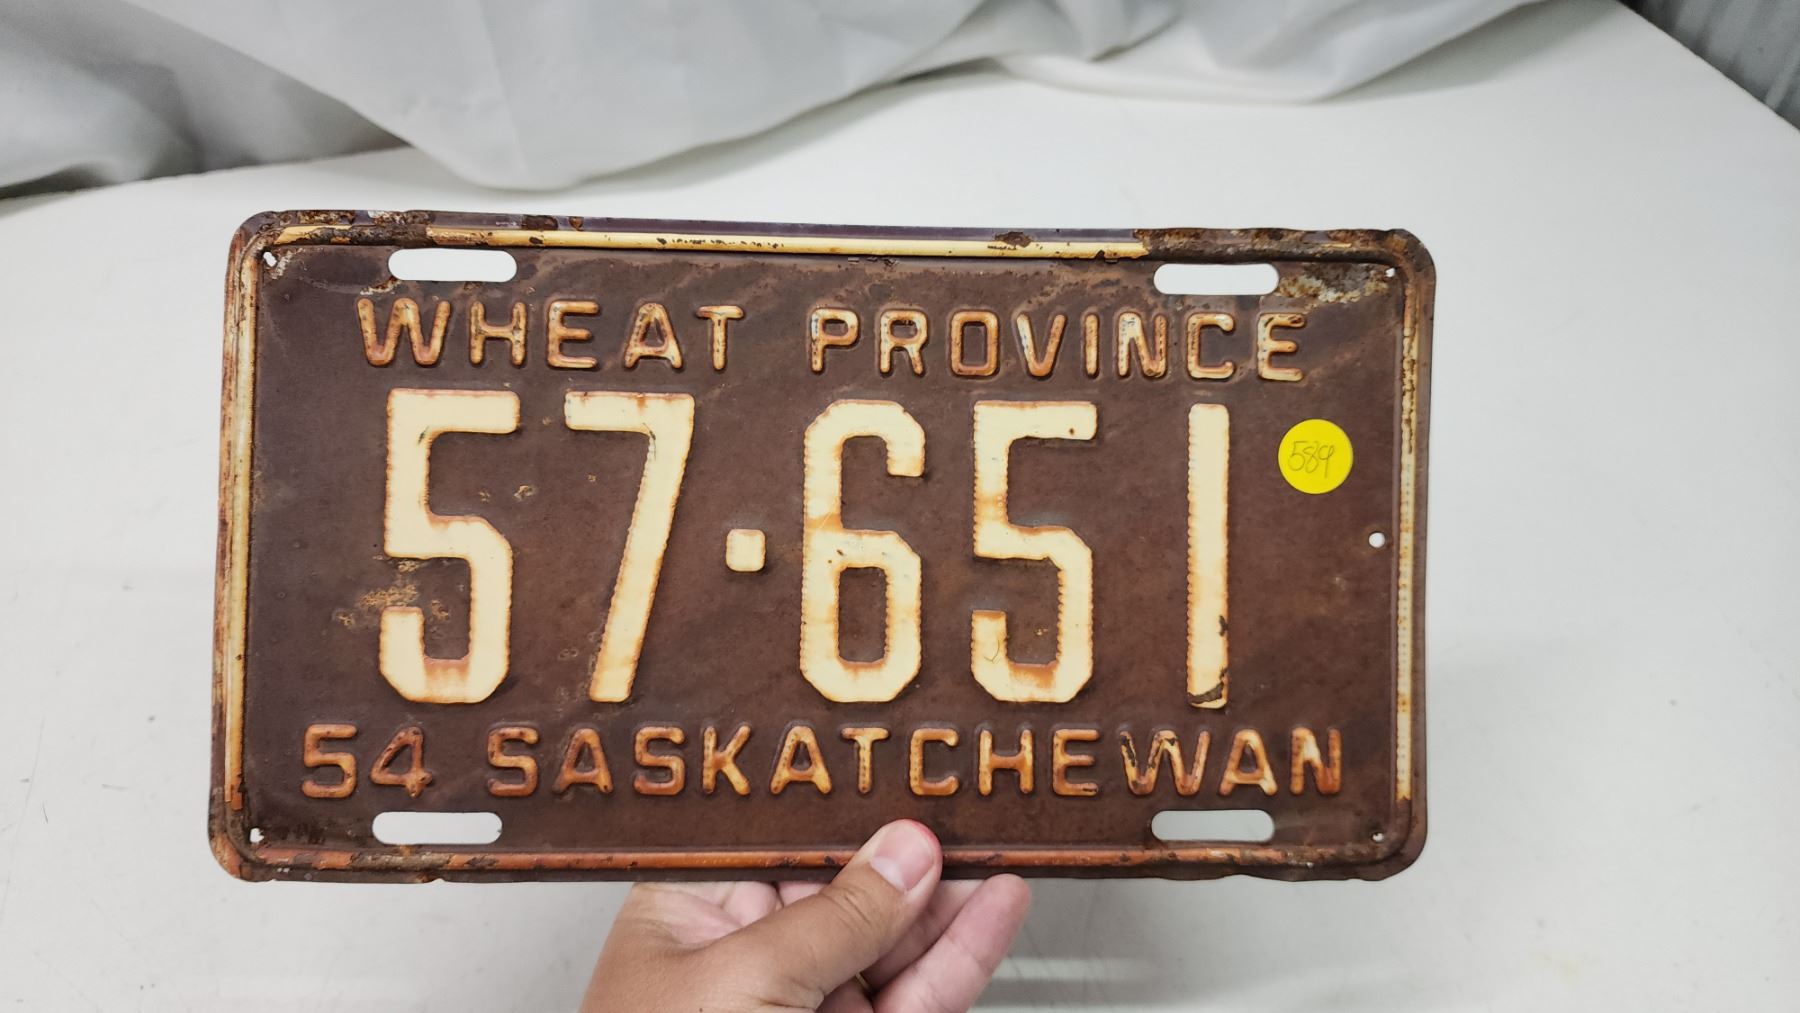 WHEAT PROVINCE
57·651
589
54 SASKATCHEWAN